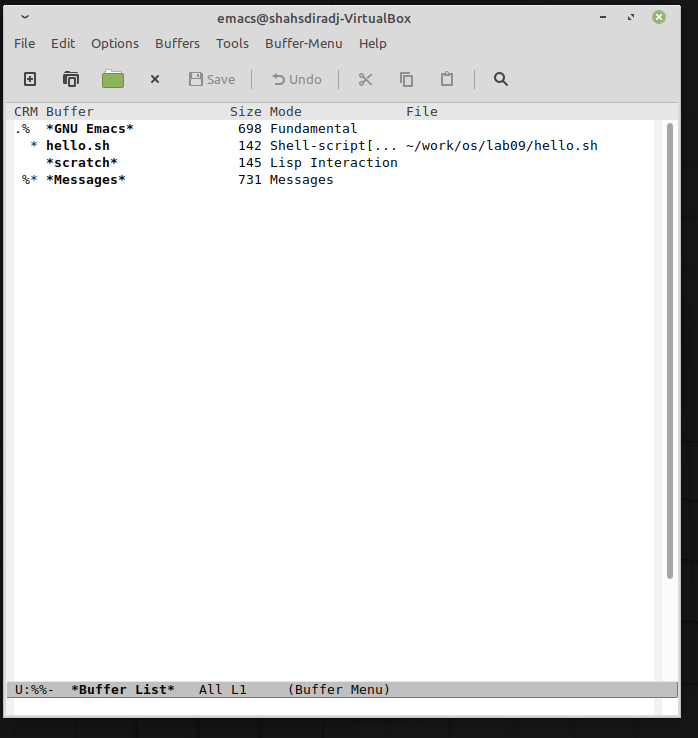 emacs@shahsdiradj-VirtualBox
File Edit Options Buffers Tools Buffer-Menu Help
Save Undo
CRM Buffer Size Mode File
.% *GNU Emacs* 698 Fundamental
* hello.sh 142 Shell-script[... ~/work/os/lab09/hello.sh
*scratch* 145 Lisp Interaction
%* *Messages* 731 Messages
U:%%- *Buffer List* All L1 (Buffer Menu)